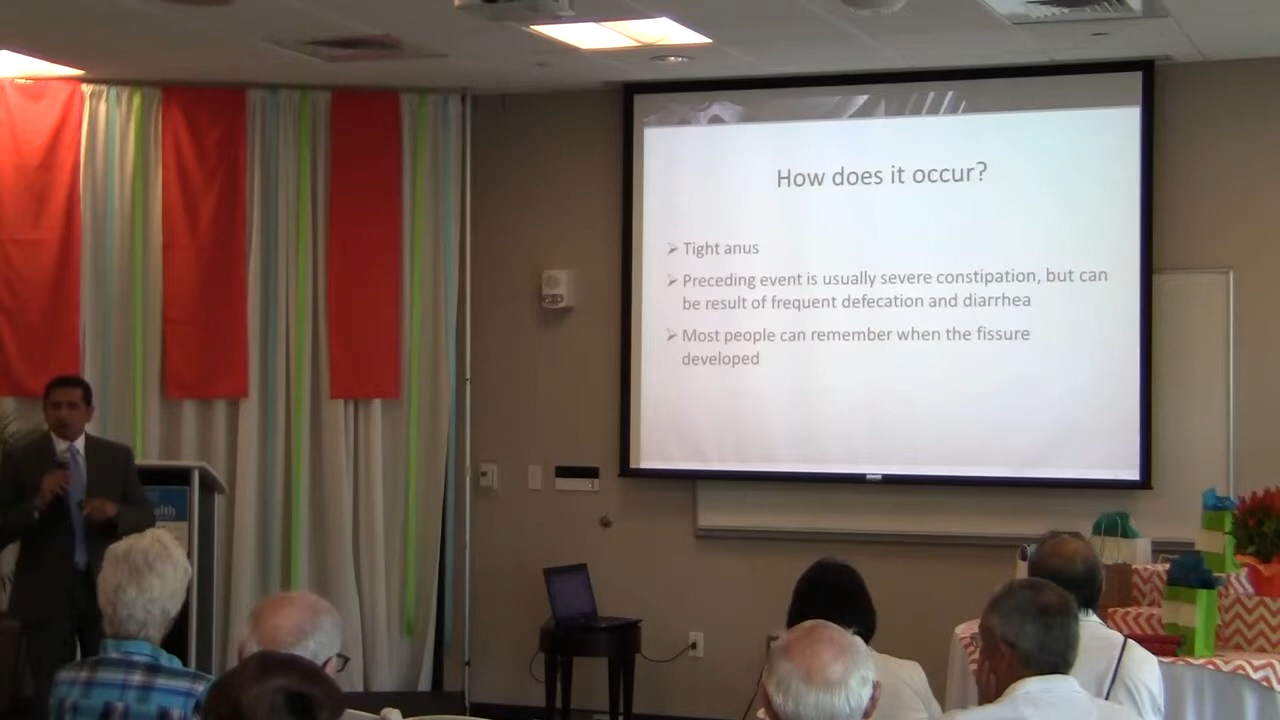 How does it occur?
➢ Tight anus
➢ Preceding event is usually severe constipation, but can
be result of frequent defecation and diarrhea
➢ Most people can remember when the fissure
developed